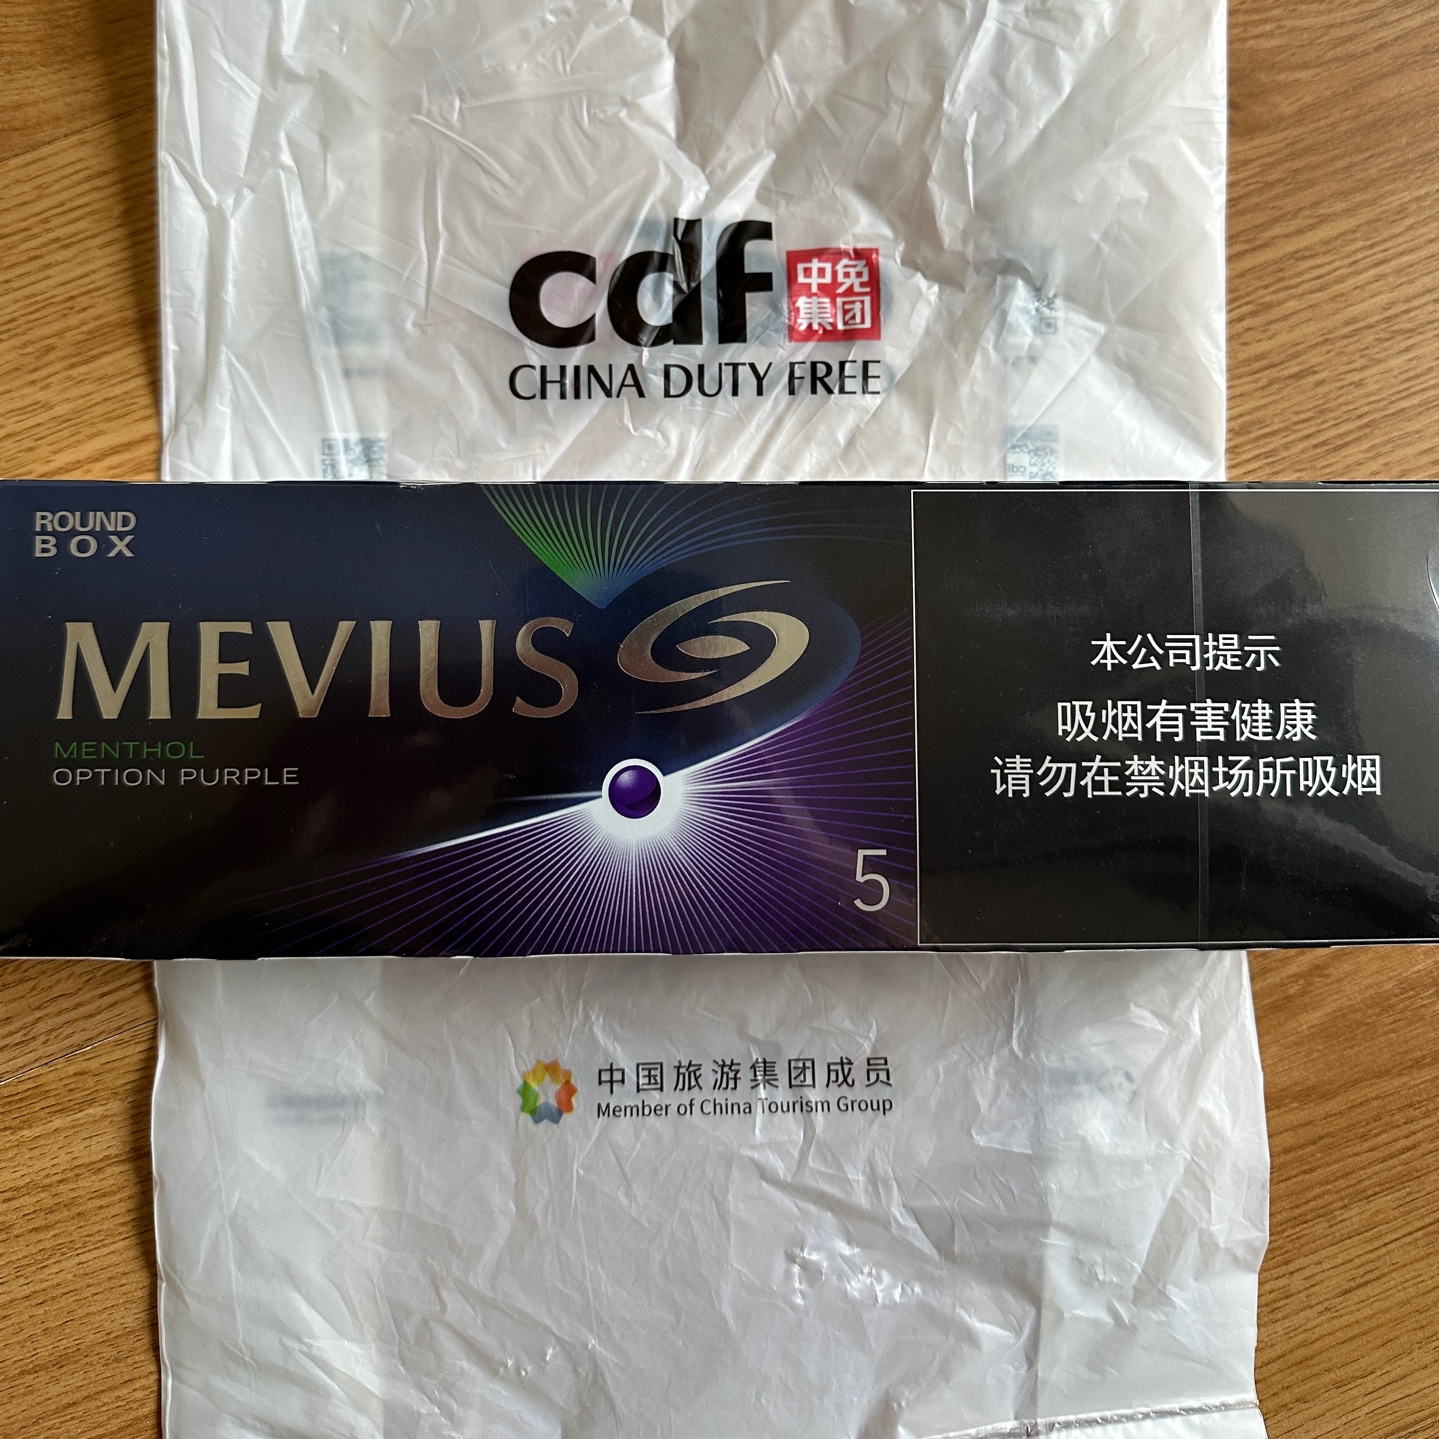 cdf
中免
集团
CHINA DUTY FREE
ROUND
BOX
MEVIUS
MENTHOL
OPTION PURPLE
5
本公司提示
吸烟有害健康
请勿在禁烟场所吸烟
中国旅游集团成员
Member of China Tourism Group